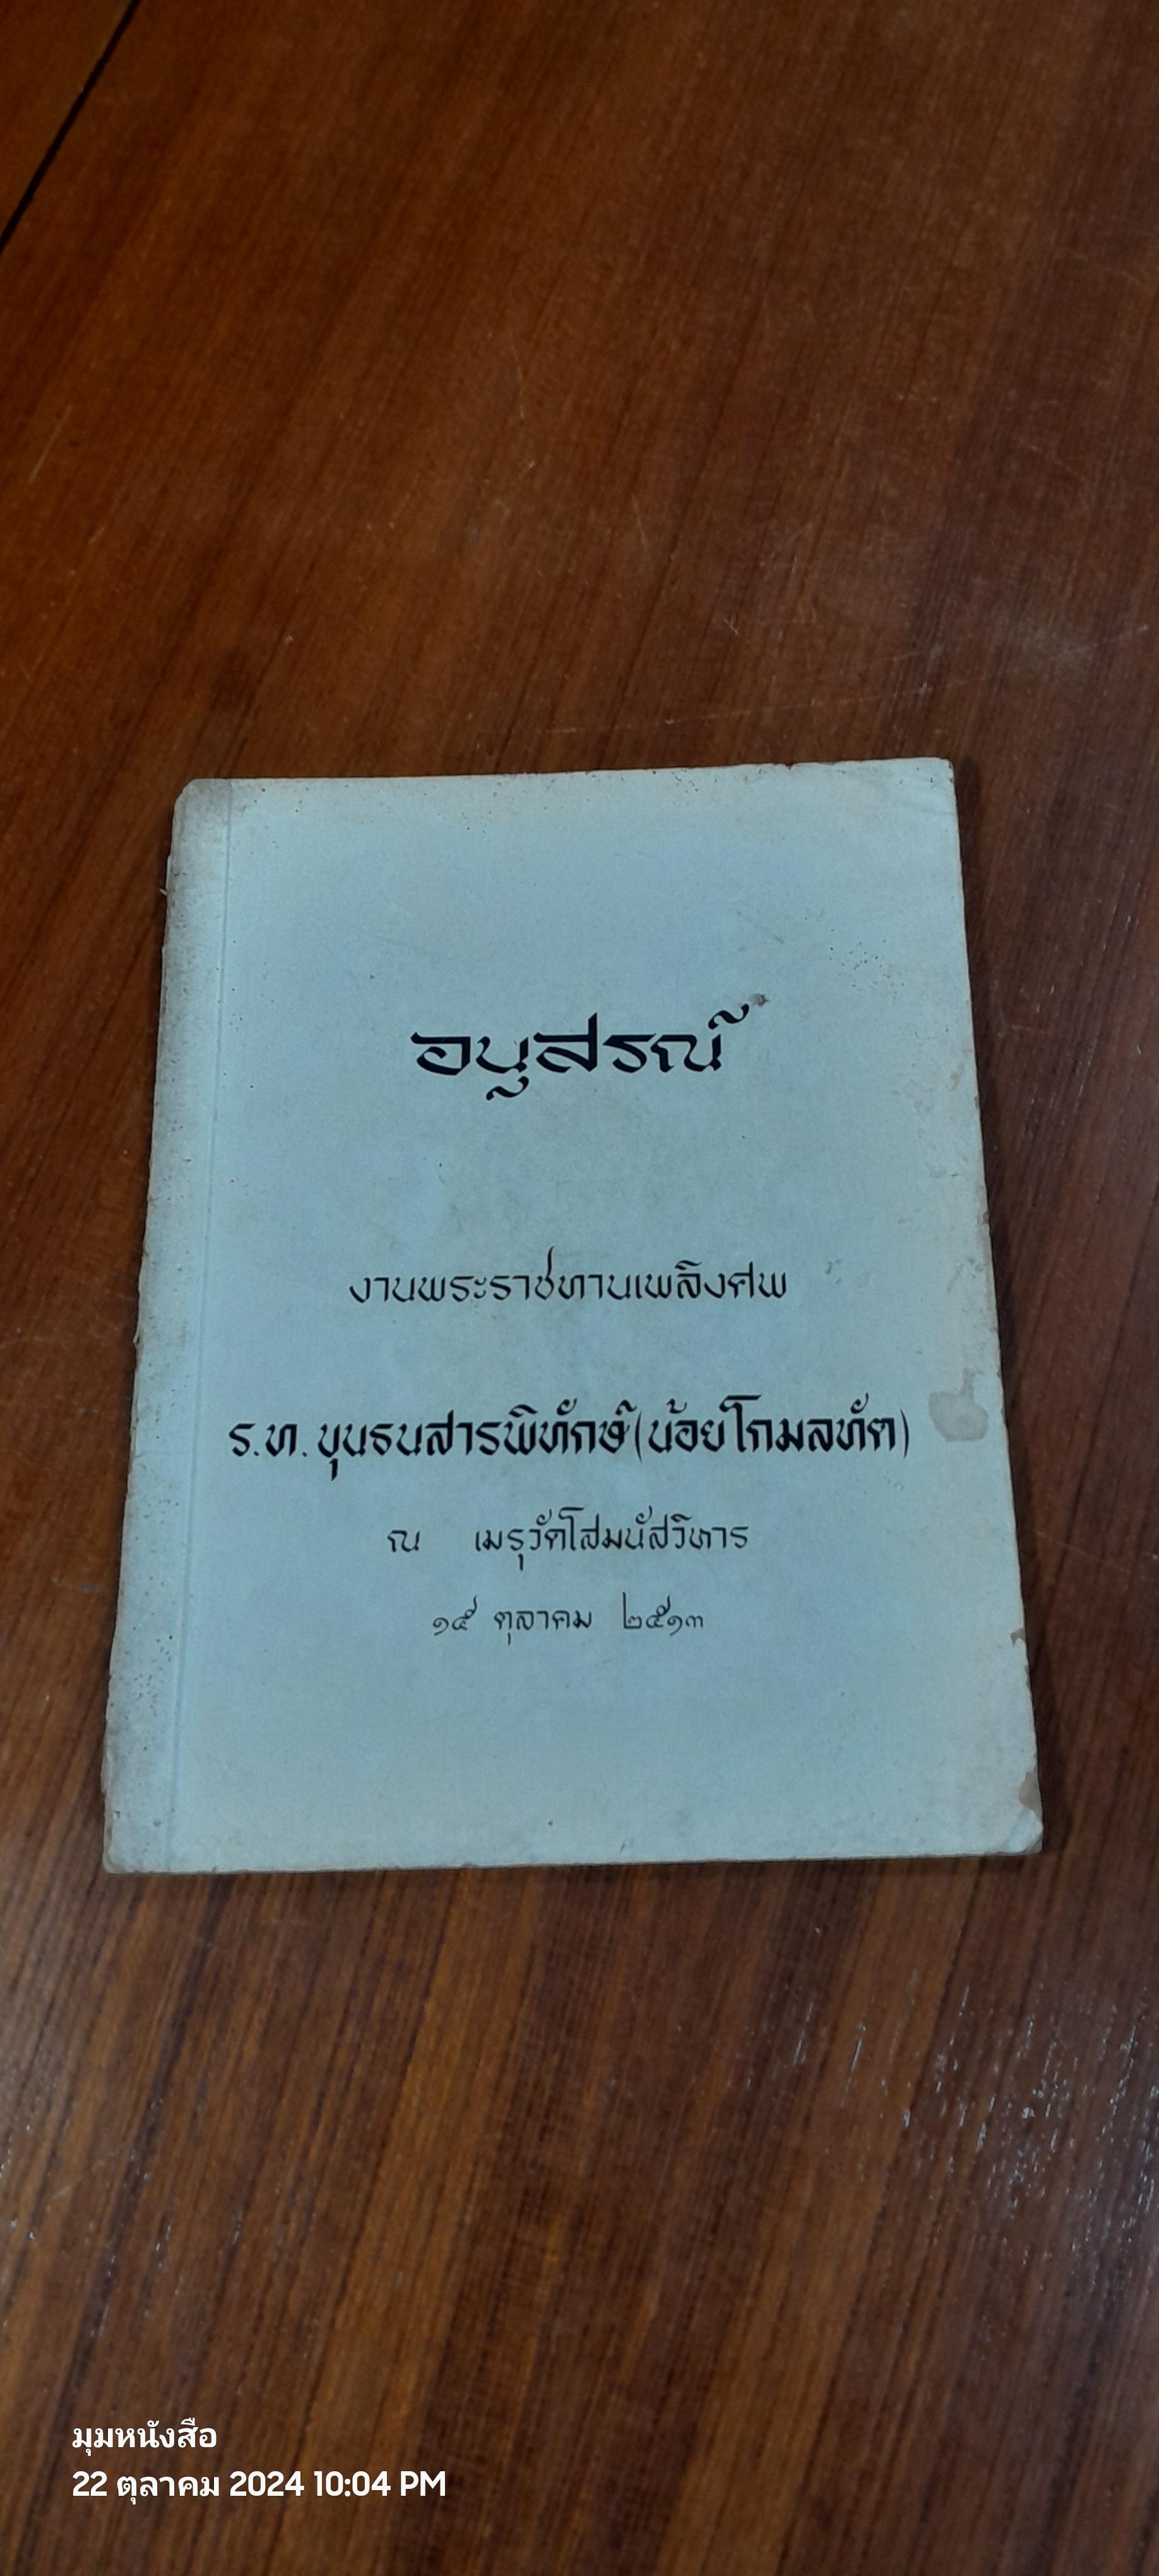 อนุสรณ์
งานพระราชทานเพลิงศพ
ร.ท. ขุนธนสารพิทักษ์ (น้อย โกมลทัต)
ณ เมรุวัดโสมนัสวิหาร
๑๕ ตุลาคม ๒๕๑๓
มุมหนังสือ
22 ตุลาคม 2024 10:04 PM